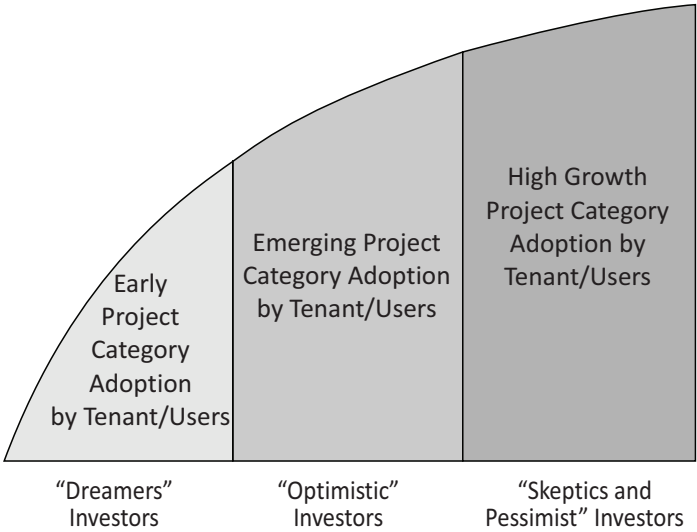 Early
Project
Category
Adoption
by Tenant/Users
Emerging Project
Category Adoption
by Tenant/Users
High Growth
Project Category
Adoption by
Tenant/Users
“Dreamers”
Investors
“Optimistic”
Investors
“Skeptics and
Pessimist” Investors